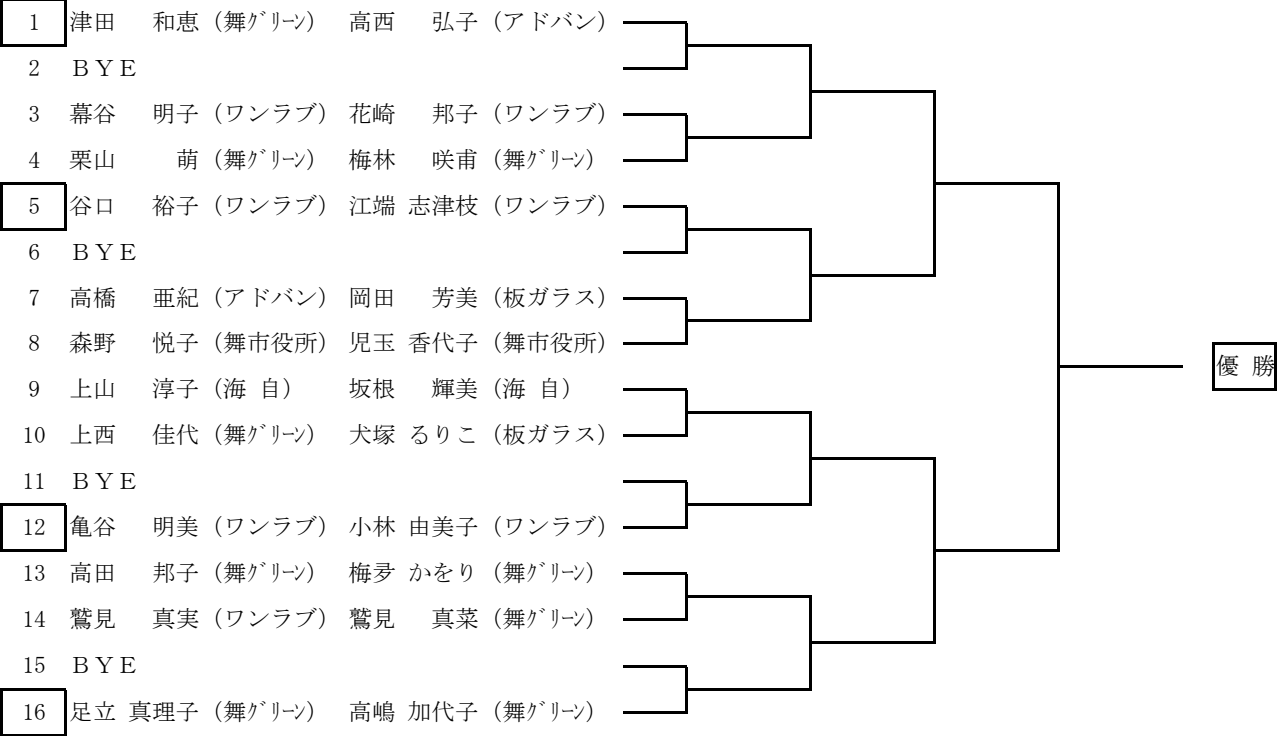 1 津田 和恵 (舞ｸﾞﾘｰﾝ) 高西 弘子 (アドバン)
2 ＢＹＥ
3 幕谷 明子 (ワンラブ) 花崎 邦子 (ワンラブ)
4 栗山 萌 (舞ｸﾞﾘｰﾝ) 梅林 咲甫 (舞ｸﾞﾘｰﾝ)
5 谷口 裕子 (ワンラブ) 江端 志津枝 (ワンラブ)
6 ＢＹＥ
7 高橋 亜紀 (アドバン) 岡田 芳美 (板ガラス)
8 森野 悦子 (舞市役所) 児玉 香代子 (舞市役所)
優 勝
9 上山 淳子 (海 自) 坂根 輝美 (海 自)
10 上西 佳代 (舞ｸﾞﾘｰﾝ) 犬塚 るりこ (板ガラス)
11 ＢＹＥ
12 亀谷 明美 (ワンラブ) 小林 由美子 (ワンラブ)
13 高田 邦子 (舞ｸﾞﾘｰﾝ) 梅夛 かをり (舞ｸﾞﾘｰﾝ)
14 鷲見 真実 (ワンラブ) 鷲見 真菜 (舞ｸﾞﾘｰﾝ)
15 ＢＹＥ
16 足立 真理子 (舞ｸﾞﾘｰﾝ) 高嶋 加代子 (舞ｸﾞﾘｰﾝ)